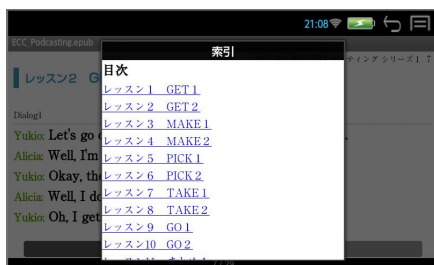 21:08
ECC_Podcasting.epub
索引
ティング シリーズ1 7
目次
レッスン2 G
レッスン1 GET 1
レッスン2 GET 2
レッスン3 MAKE 1
レッスン4 MAKE 2
レッスン5 PICK 1
レッスン6 PICK 2
レッスン7 TAKE 1
レッスン8 TAKE 2
レッスン9 GO 1
レッスン10 GO 2
Dialog1
Yukio: Let's go
Alicia: Well, I'm
Yukio: Okay, th
Alicia: Well, I d
Yukio: Oh, I get